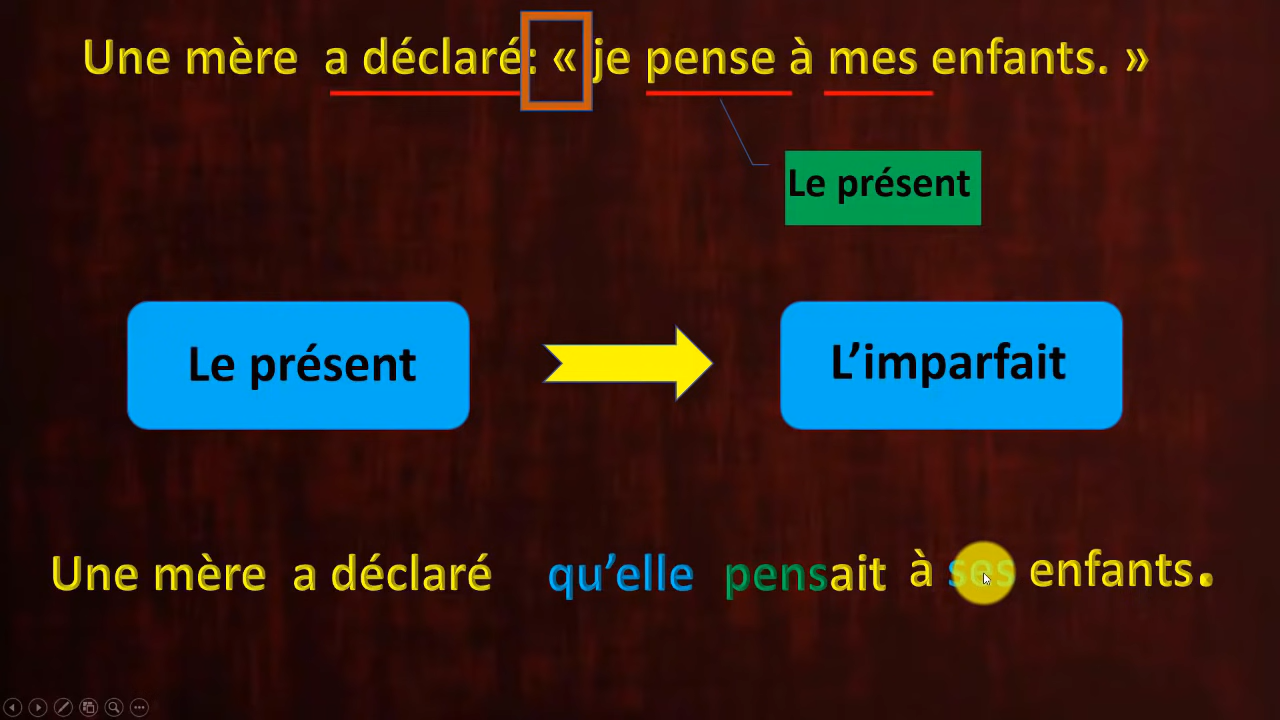 Une mère a déclaré: « je pense à mes enfants. »
Le présent
Le présent
L’imparfait
Une mère a déclaré qu’elle pensait à ses enfants.